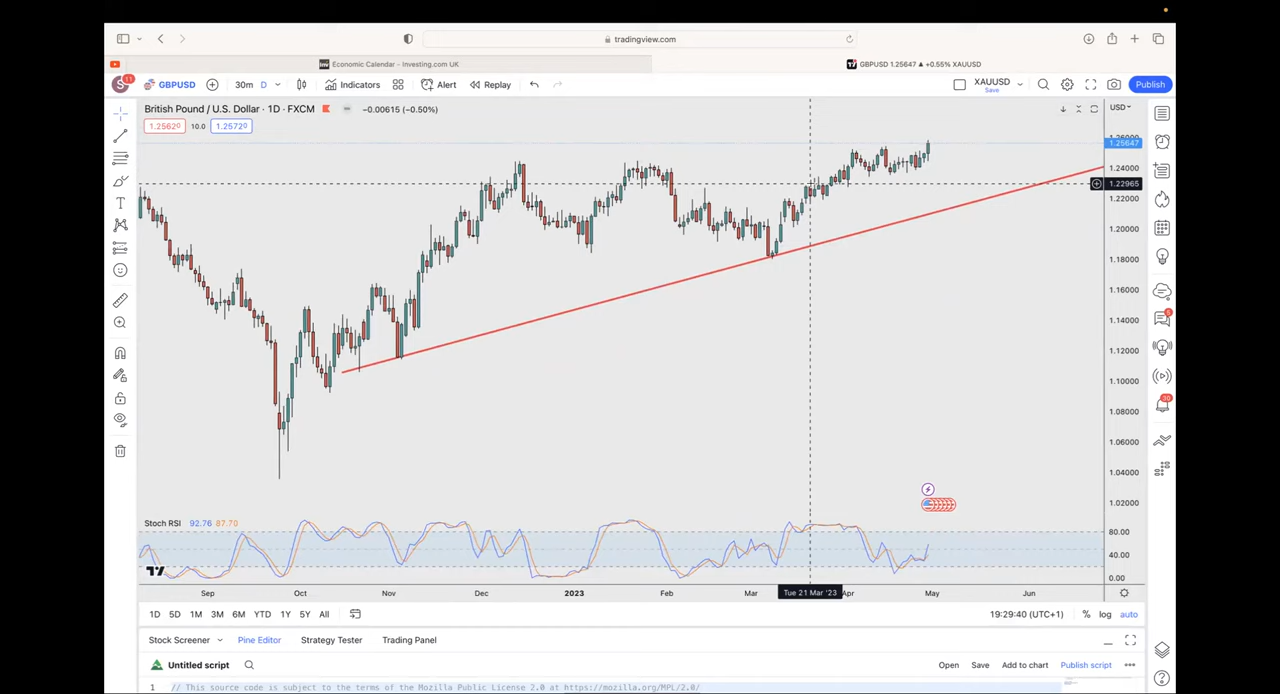 tradingview.com
Economic Calendar - Investing.com UK
GBPUSD 1.25647 ▲ +0.55% XAUUSD
S 11 GBPUSD 30m D Indicators Alert Replay XAUUSD Save Publish
British Pound / U.S. Dollar · 1D · FXCM −0.00615 (−0.50%)
USD
1.25620 10.0 1.25720
1.26000
1.25647
1.24000
1.22965
1.22000
1.20000
1.18000
1.16000
1.14000
1.12000
1.10000
1.08000
1.06000
1.04000
1.02000
Stoch RSI 92.76 87.70
80.00
40.00
0.00
Sep Oct Nov Dec 2023 Feb Mar Tue 21 Mar '23 Apr May Jun
1D 5D 1M 3M 6M YTD 1Y 5Y All 19:29:40 (UTC+1) % log auto
Stock Screener Pine Editor Strategy Tester Trading Panel
Untitled script Open Save Add to chart Publish script
1 // This source code is subject to the terms of the Mozilla Public License 2.0 at https://mozilla.org/MPL/2.0/